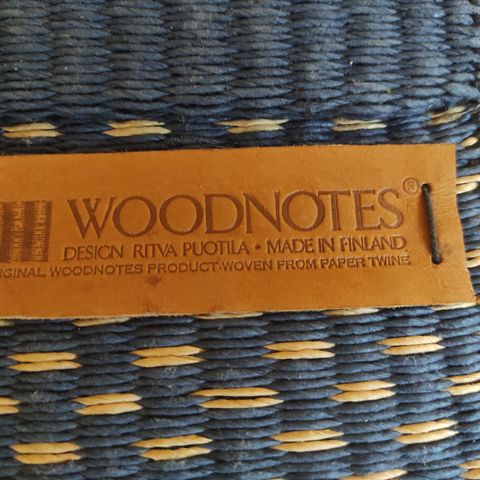 WOODNOTES®
DESIGN RITVA PUOTILA • MADE IN FINLAND
WOODNOTES PRODUCT·WOVEN FROM PAPER TWINE